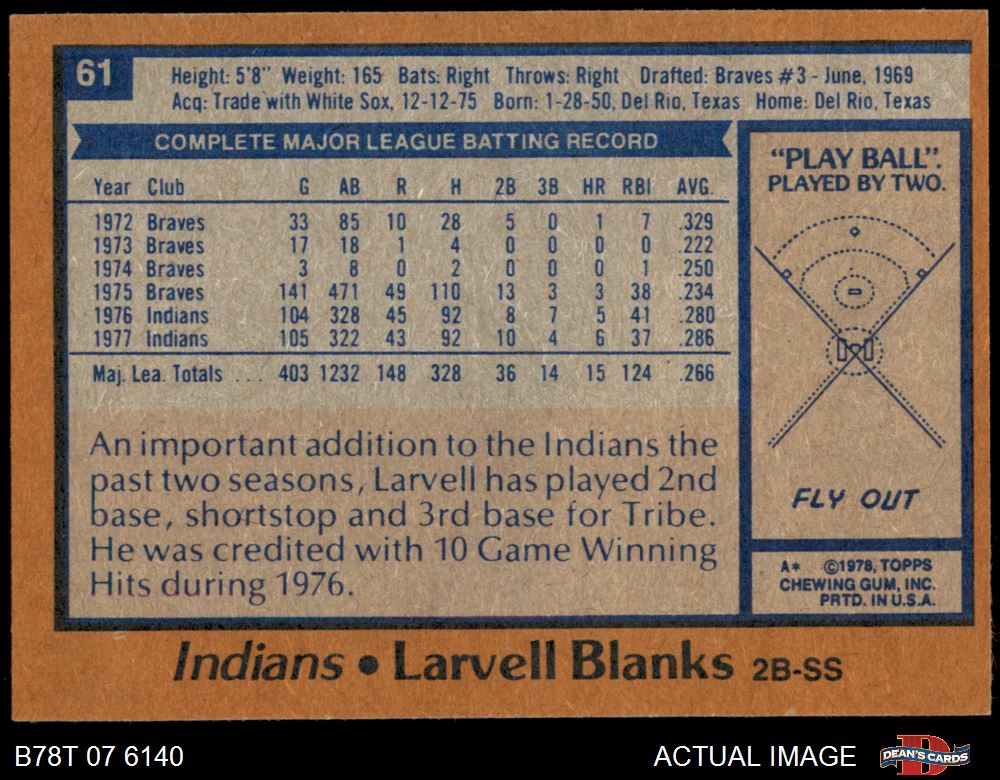 61
Height: 5'8" Weight: 165 Bats: Right Throws: Right Drafted: Braves #3 - June, 1969
Acq: Trade with White Sox, 12-12-75 Born: 1-28-50, Del Rio, Texas Home: Del Rio, Texas
COMPLETE MAJOR LEAGUE BATTING RECORD
Year Club G AB R H 2B 3B HR RBI AVG.
1972 Braves 33 85 10 28 5 0 1 7 .329
1973 Braves 17 18 1 4 0 0 0 0 .222
1974 Braves 3 8 0 2 0 0 0 1 .250
1975 Braves 141 471 49 110 13 3 3 38 .234
1976 Indians 104 328 45 92 8 7 5 41 .280
1977 Indians 105 322 43 92 10 4 6 37 .286
Maj. Lea. Totals ... 403 1232 148 328 36 14 15 124 .266
An important addition to the Indians the
past two seasons, Larvell has played 2nd
base, shortstop and 3rd base for Tribe.
He was credited with 10 Game Winning
Hits during 1976.
"PLAY BALL".
PLAYED BY TWO.
FLY OUT
A* ©1978, TOPPS
CHEWING GUM, INC.
PRTD. IN U.S.A.
Indians • Larvell Blanks 2B-SS
B78T 07 6140
ACTUAL IMAGE
D
DEAN'S CARDS